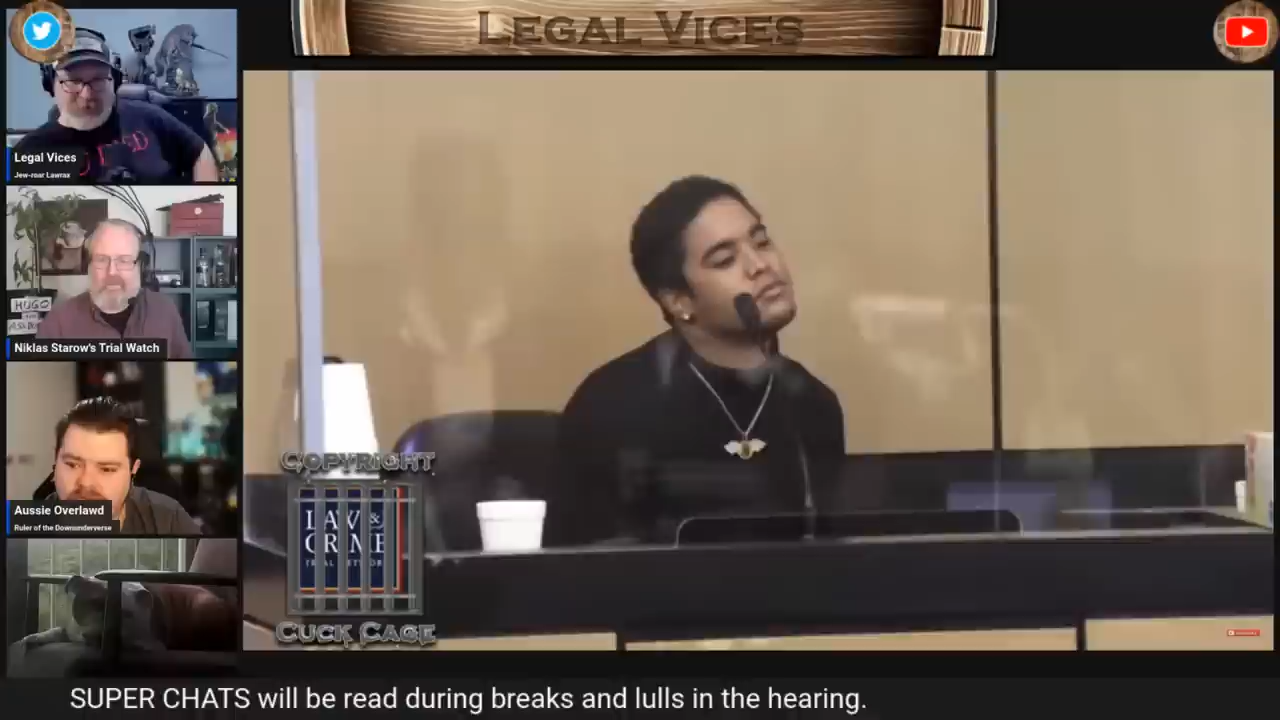 LEGAL VICES
Legal Vices
Jew-roar Lawrax
Niklas Starow's Trial Watch
HUGO
Aussie Overlawd
Ruler of the Downunderverse
COPYRIGHT
LAW &
CRIME
CUCK CAGE
SUPER CHATS will be read during breaks and lulls in the hearing.